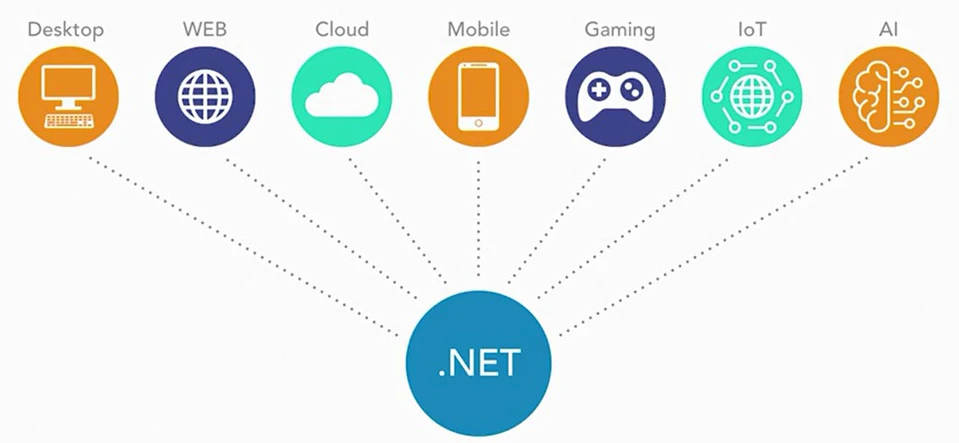 Desktop
WEB
Cloud
Mobile
Gaming
IoT
AI
.NET